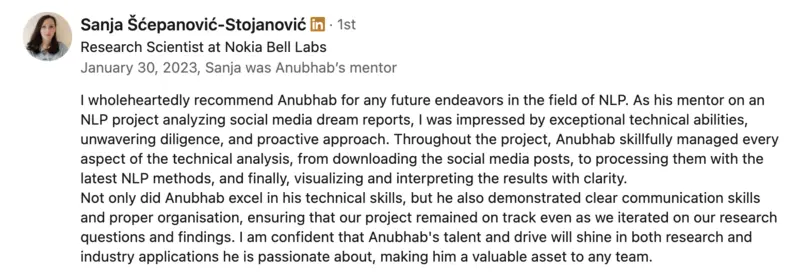 Sanja Šćepanović-Stojanović in · 1st
Research Scientist at Nokia Bell Labs
January 30, 2023, Sanja was Anubhab's mentor
I wholeheartedly recommend Anubhab for any future endeavors in the field of NLP. As his mentor on an
NLP project analyzing social media dream reports, I was impressed by exceptional technical abilities,
unwavering diligence, and proactive approach. Throughout the project, Anubhab skillfully managed every
aspect of the technical analysis, from downloading the social media posts, to processing them with the
latest NLP methods, and finally, visualizing and interpreting the results with clarity.
Not only did Anubhab excel in his technical skills, but he also demonstrated clear communication skills
and proper organisation, ensuring that our project remained on track even as we iterated on our research
questions and findings. I am confident that Anubhab's talent and drive will shine in both research and
industry applications he is passionate about, making him a valuable asset to any team.